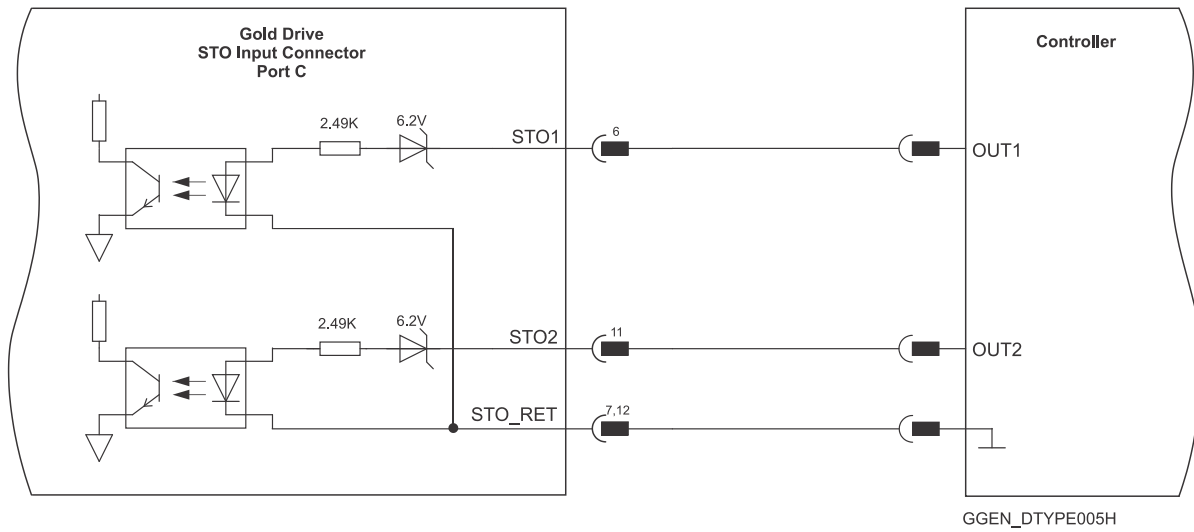 Gold Drive
STO Input Connector
Port C
Controller
2.49K
6.2V
STO1
6
OUT1
2.49K
6.2V
STO2
11
OUT2
STO_RET
7,12
GGEN_DTYPE005H